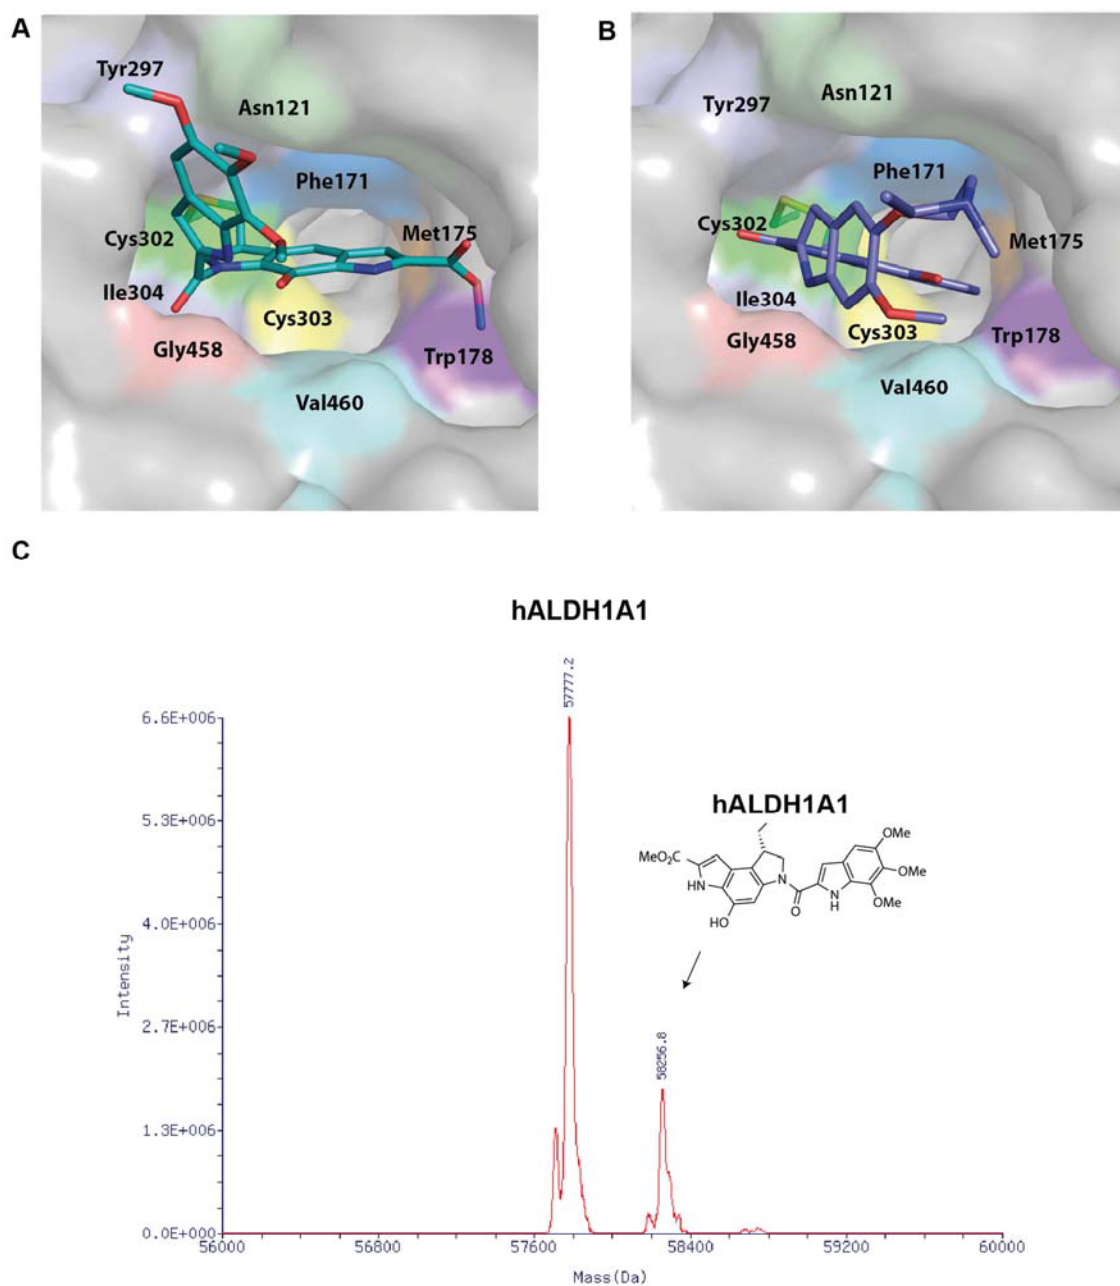 A
Tyr297
Asn121
Phe171
Cys302
Met175
Ile304
Cys303
Gly458
Trp178
Val460
B
Tyr297
Asn121
Phe171
Cys302
Met175
Ile304
Cys303
Gly458
Trp178
Val460
C
hALDH1A1
57777.2
6.6E+006
5.3E+006
4.0E+006
2.7E+006
1.3E+006
0.0E+000
Intensity
hALDH1A1
MeO₂C
HN
HO
N
O
N
H
OMe
OMe
OMe
58256.8
56000 56800 57600 58400 59200 60000
Mass(Da)